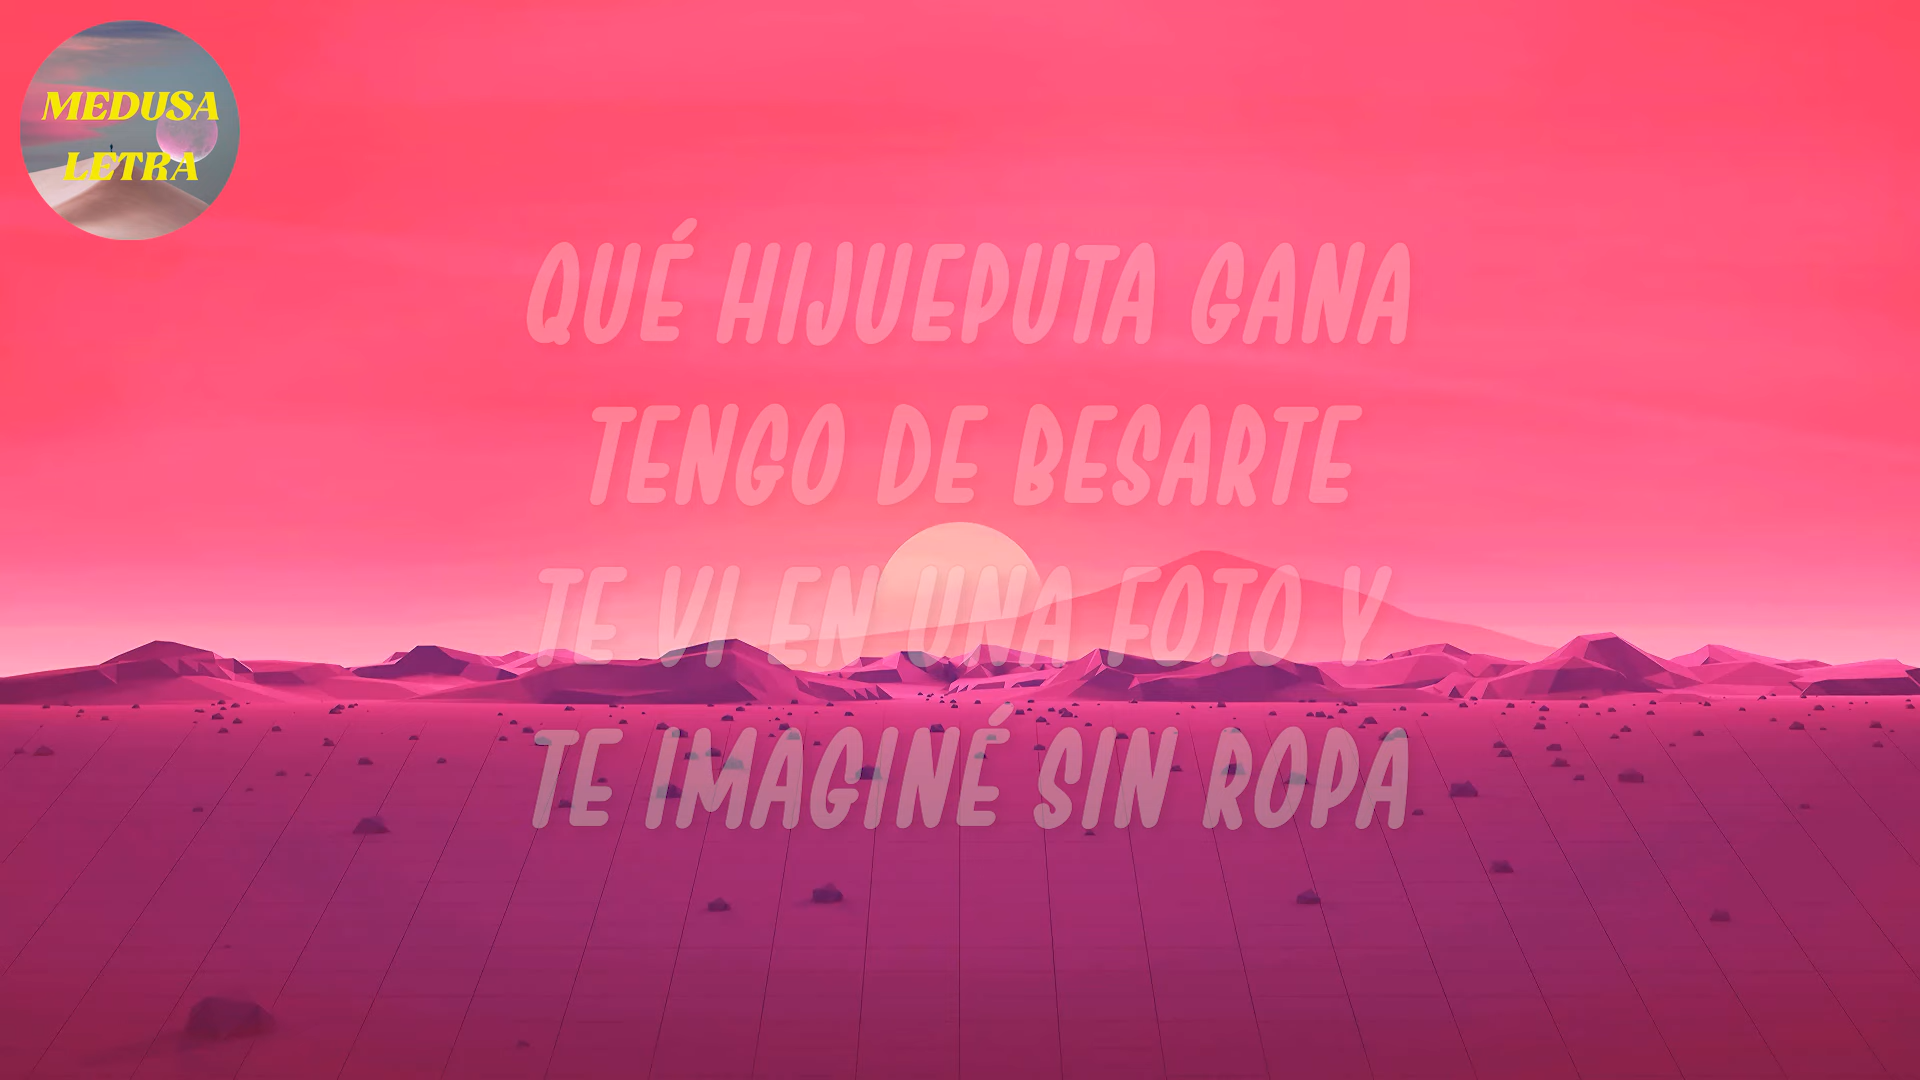 MEDUSA
LETRA
QUÉ HIJUEPUTA GANA
TENGO DE BESARTE
TE VI EN UNA FOTO Y
TE IMAGINÉ SIN ROPA